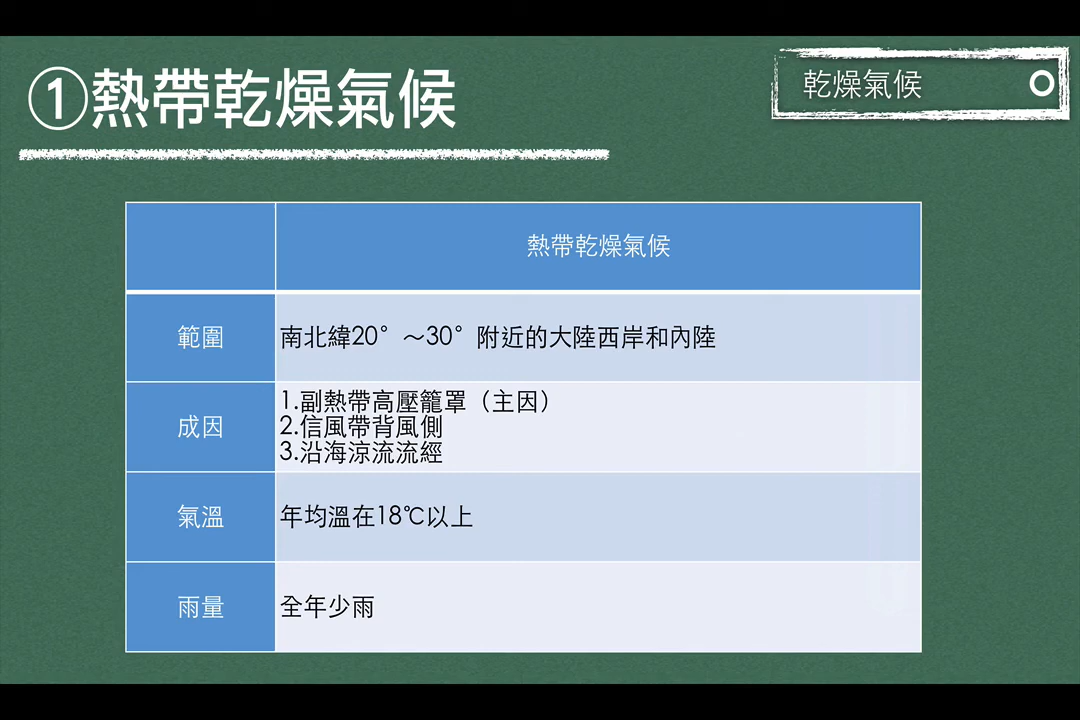 ①熱帶乾燥氣候
乾燥氣候
熱帶乾燥氣候
範圍
南北緯20°～30°附近的大陸西岸和內陸
成因
1.副熱帶高壓籠罩（主因）
2.信風帶背風側
3.沿海涼流流經
氣溫
年均溫在18℃以上
雨量
全年少雨